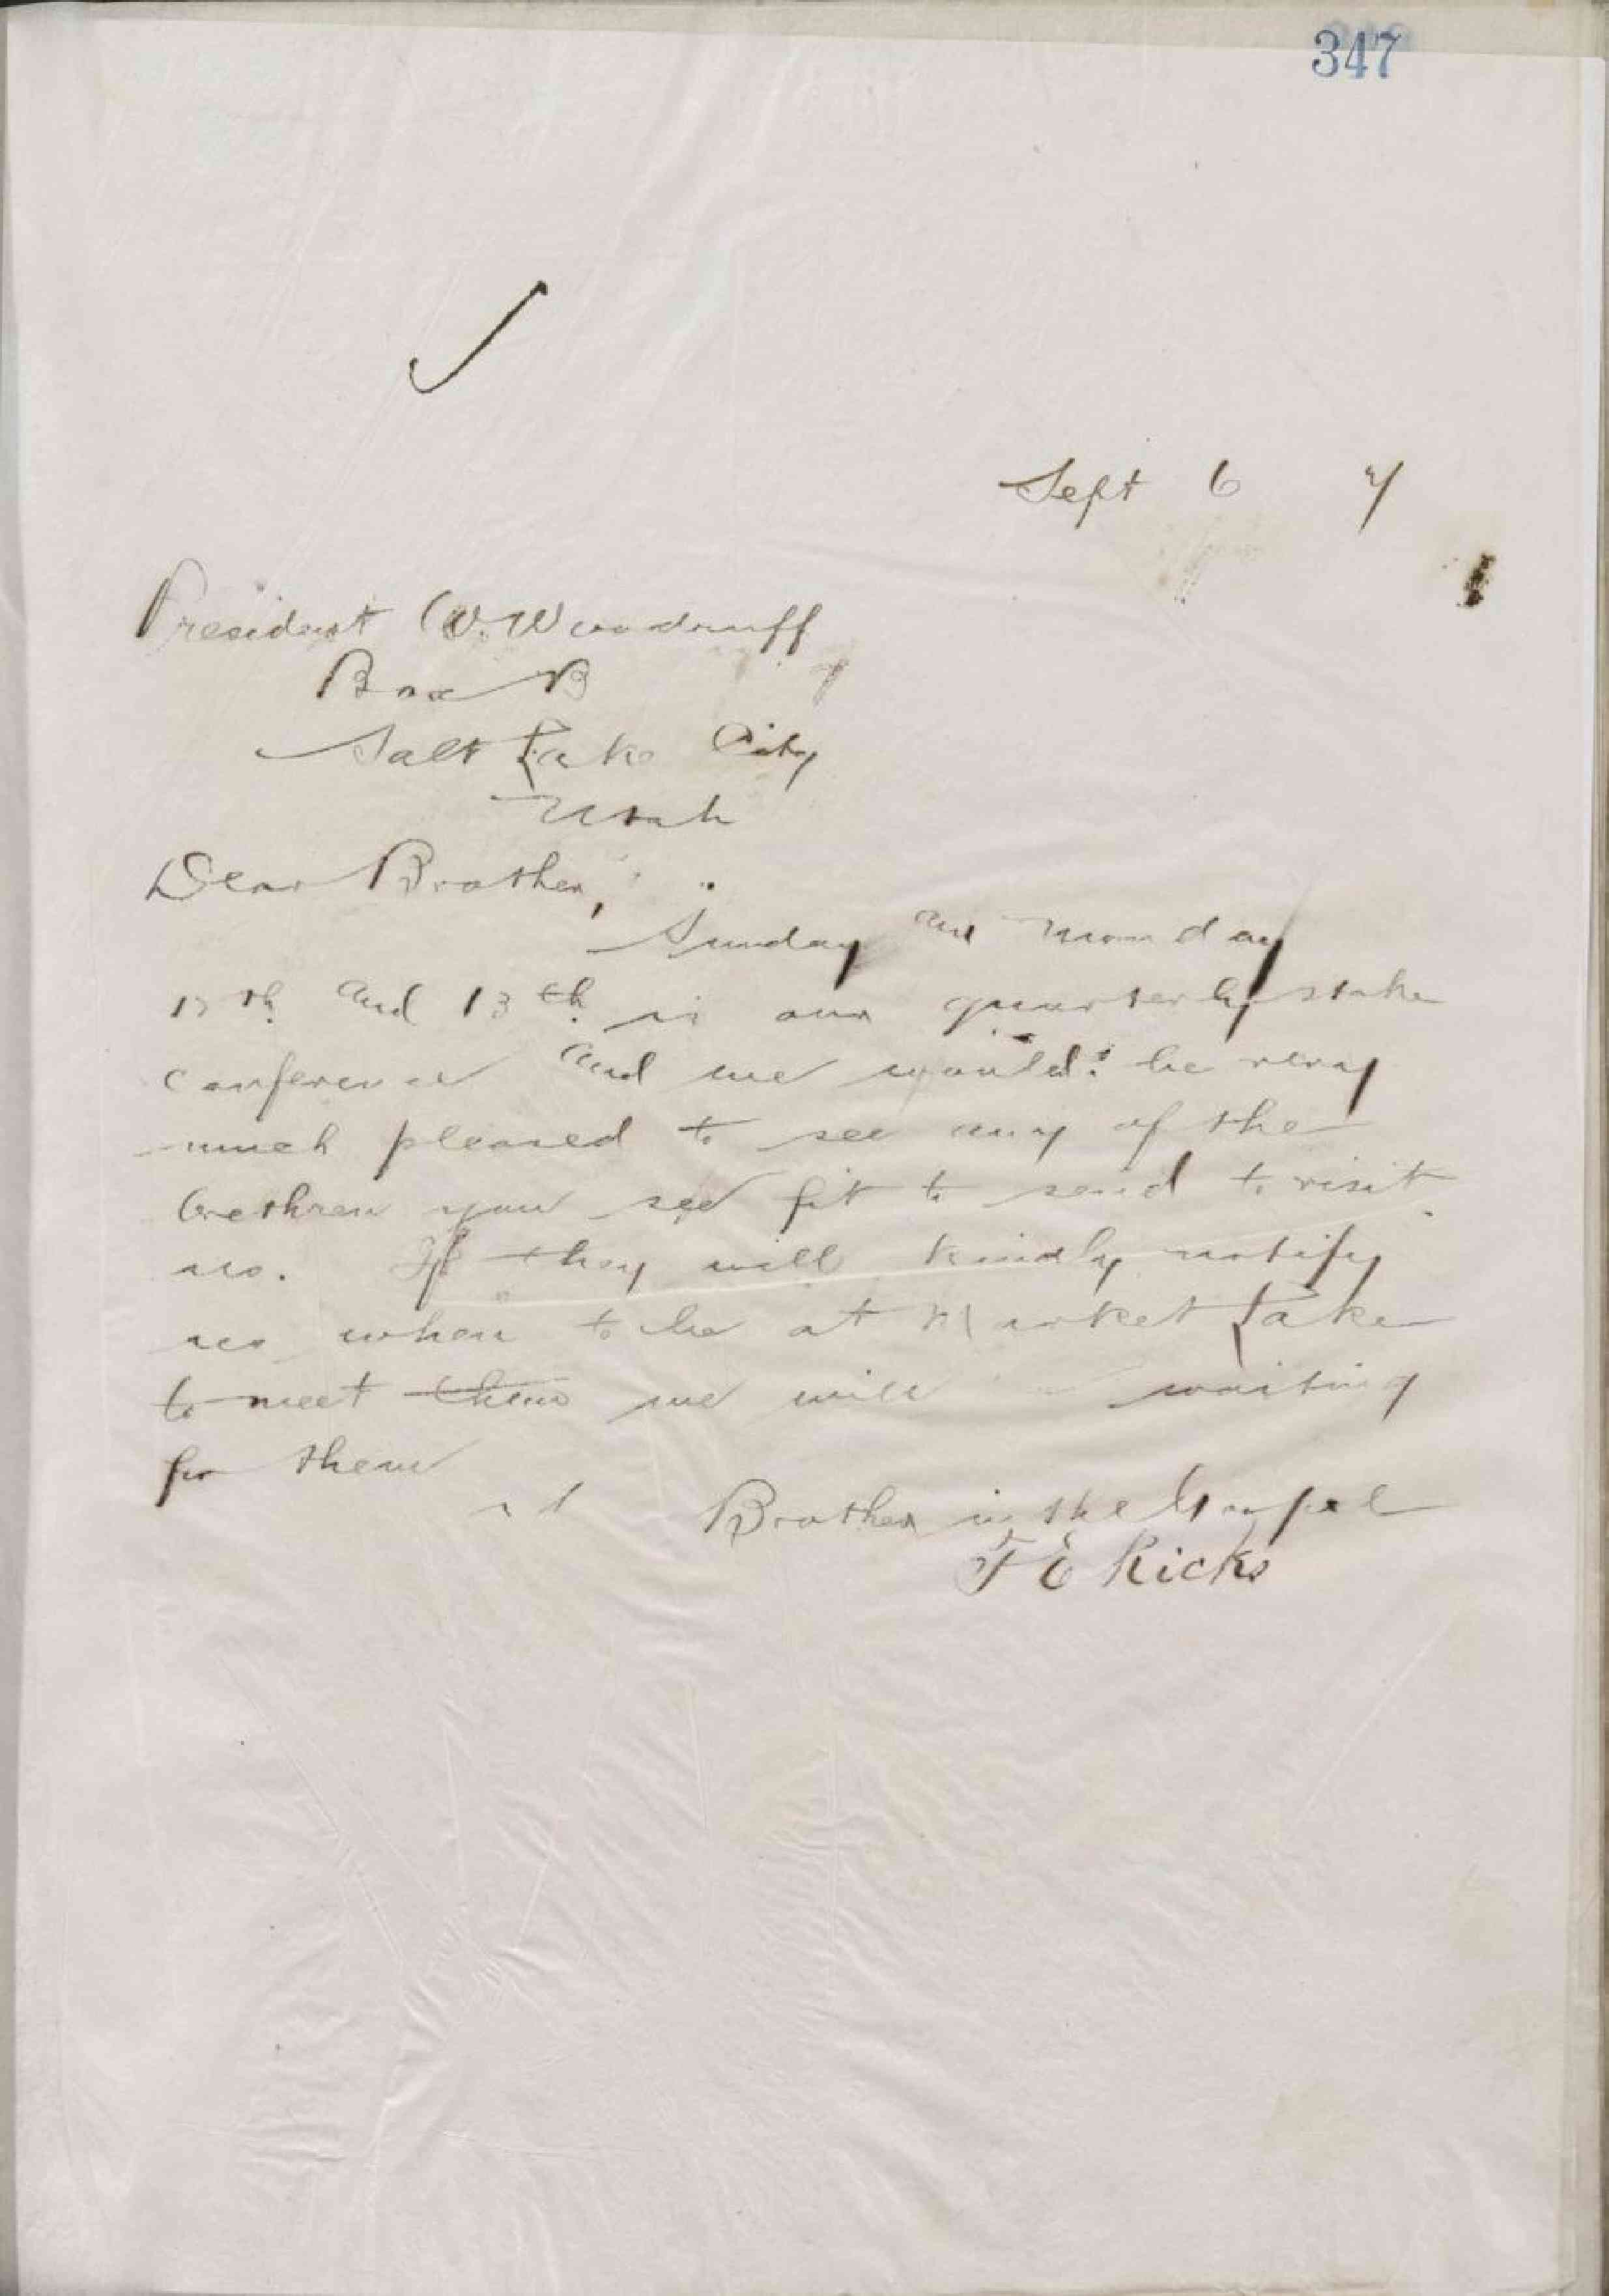 347
Sept 6 7
President W. Woodruff
Box B
Salt Lake City
Utah
Dear Brother,
Sunday and Monday
12th and 13th is our quarterly stake
conference and we would be very
much pleased to see any of the
brethren you see fit to send to visit
us. If they will kindly notify
us when to be at Market Lake
to meet them we will waiting
for them
Brother in the Gospel
T E Ricks